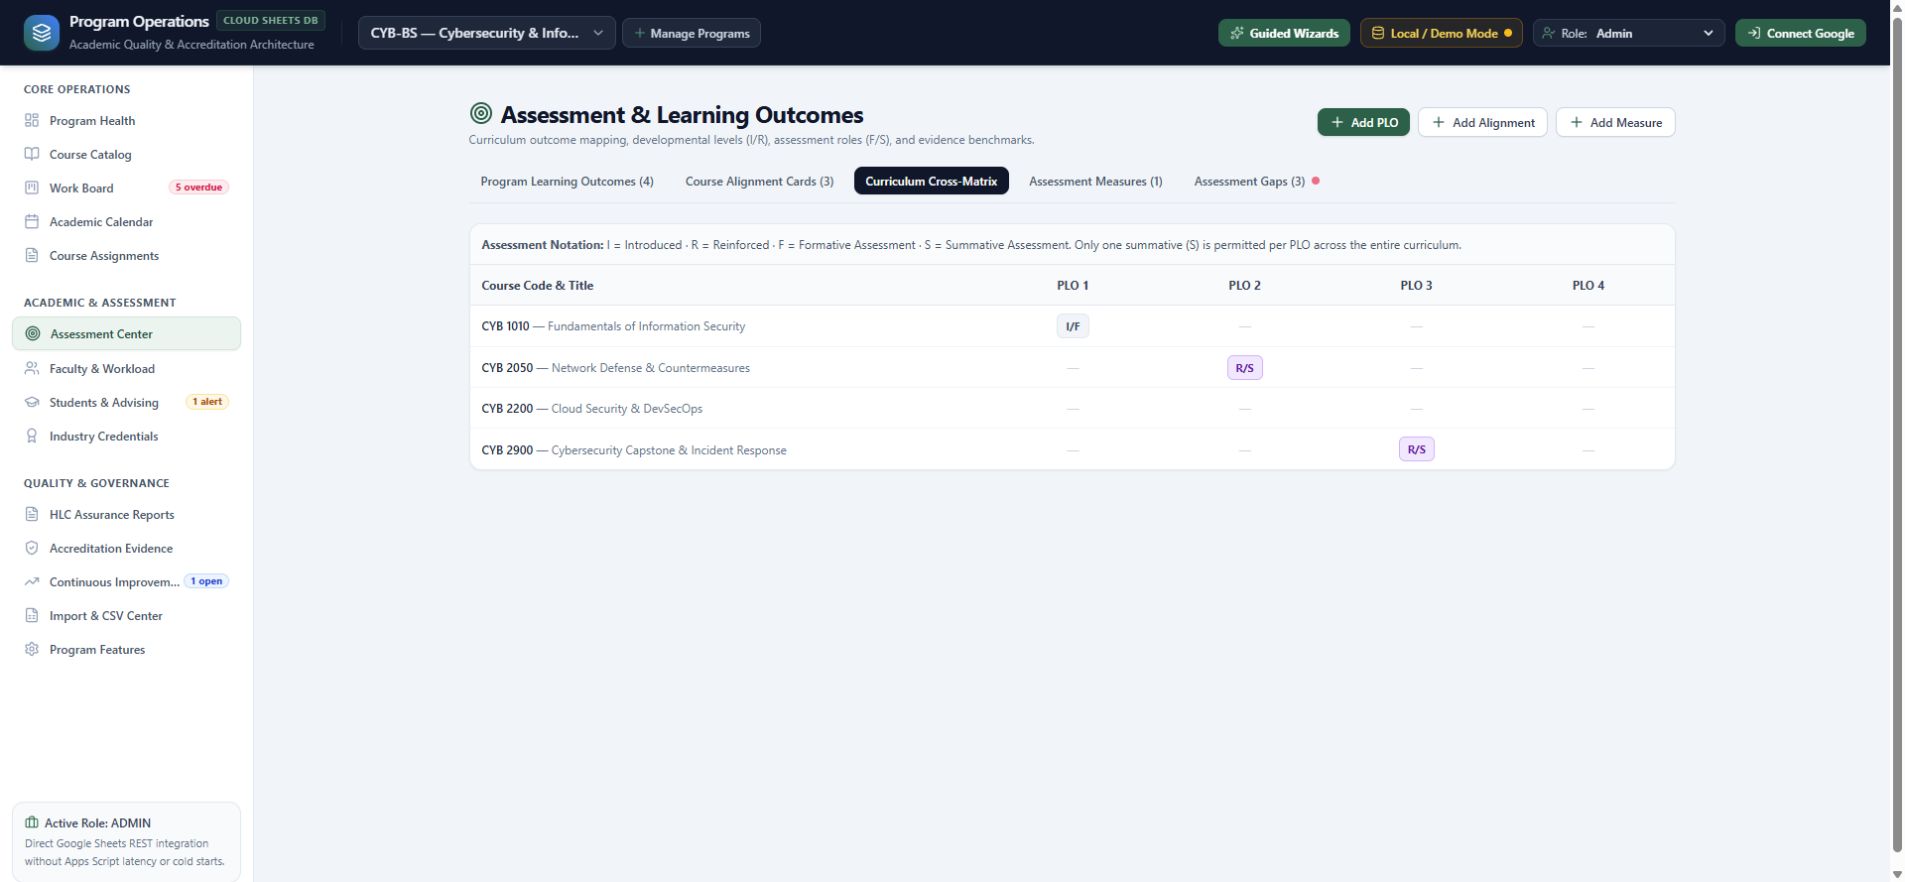 Program Operations CLOUD SHEETS DB
Academic Quality & Accreditation Architecture
CYB-BS — Cybersecurity & Info...
Manage Programs
Guided Wizards
Local / Demo Mode
Role: Admin
Connect Google
CORE OPERATIONS
Program Health
Course Catalog
Work Board 5 overdue
Academic Calendar
Course Assignments
ACADEMIC & ASSESSMENT
Assessment Center
Faculty & Workload
Students & Advising 1 alert
Industry Credentials
QUALITY & GOVERNANCE
HLC Assurance Reports
Accreditation Evidence
Continuous Improvem... 1 open
Import & CSV Center
Program Features
Active Role: ADMIN
Direct Google Sheets REST integration
without Apps Script latency or cold starts.
Assessment & Learning Outcomes
Curriculum outcome mapping, developmental levels (I/R), assessment roles (F/S), and evidence benchmarks.
+ Add PLO + Add Alignment + Add Measure
Program Learning Outcomes (4) Course Alignment Cards (3) Curriculum Cross-Matrix Assessment Measures (1) Assessment Gaps (3)
Assessment Notation: I = Introduced · R = Reinforced · F = Formative Assessment · S = Summative Assessment. Only one summative (S) is permitted per PLO across the entire curriculum.
Course Code & Title PLO 1 PLO 2 PLO 3 PLO 4
CYB 1010 — Fundamentals of Information Security I/F — — —
CYB 2050 — Network Defense & Countermeasures — R/S — —
CYB 2200 — Cloud Security & DevSecOps — — — —
CYB 2900 — Cybersecurity Capstone & Incident Response — — R/S —